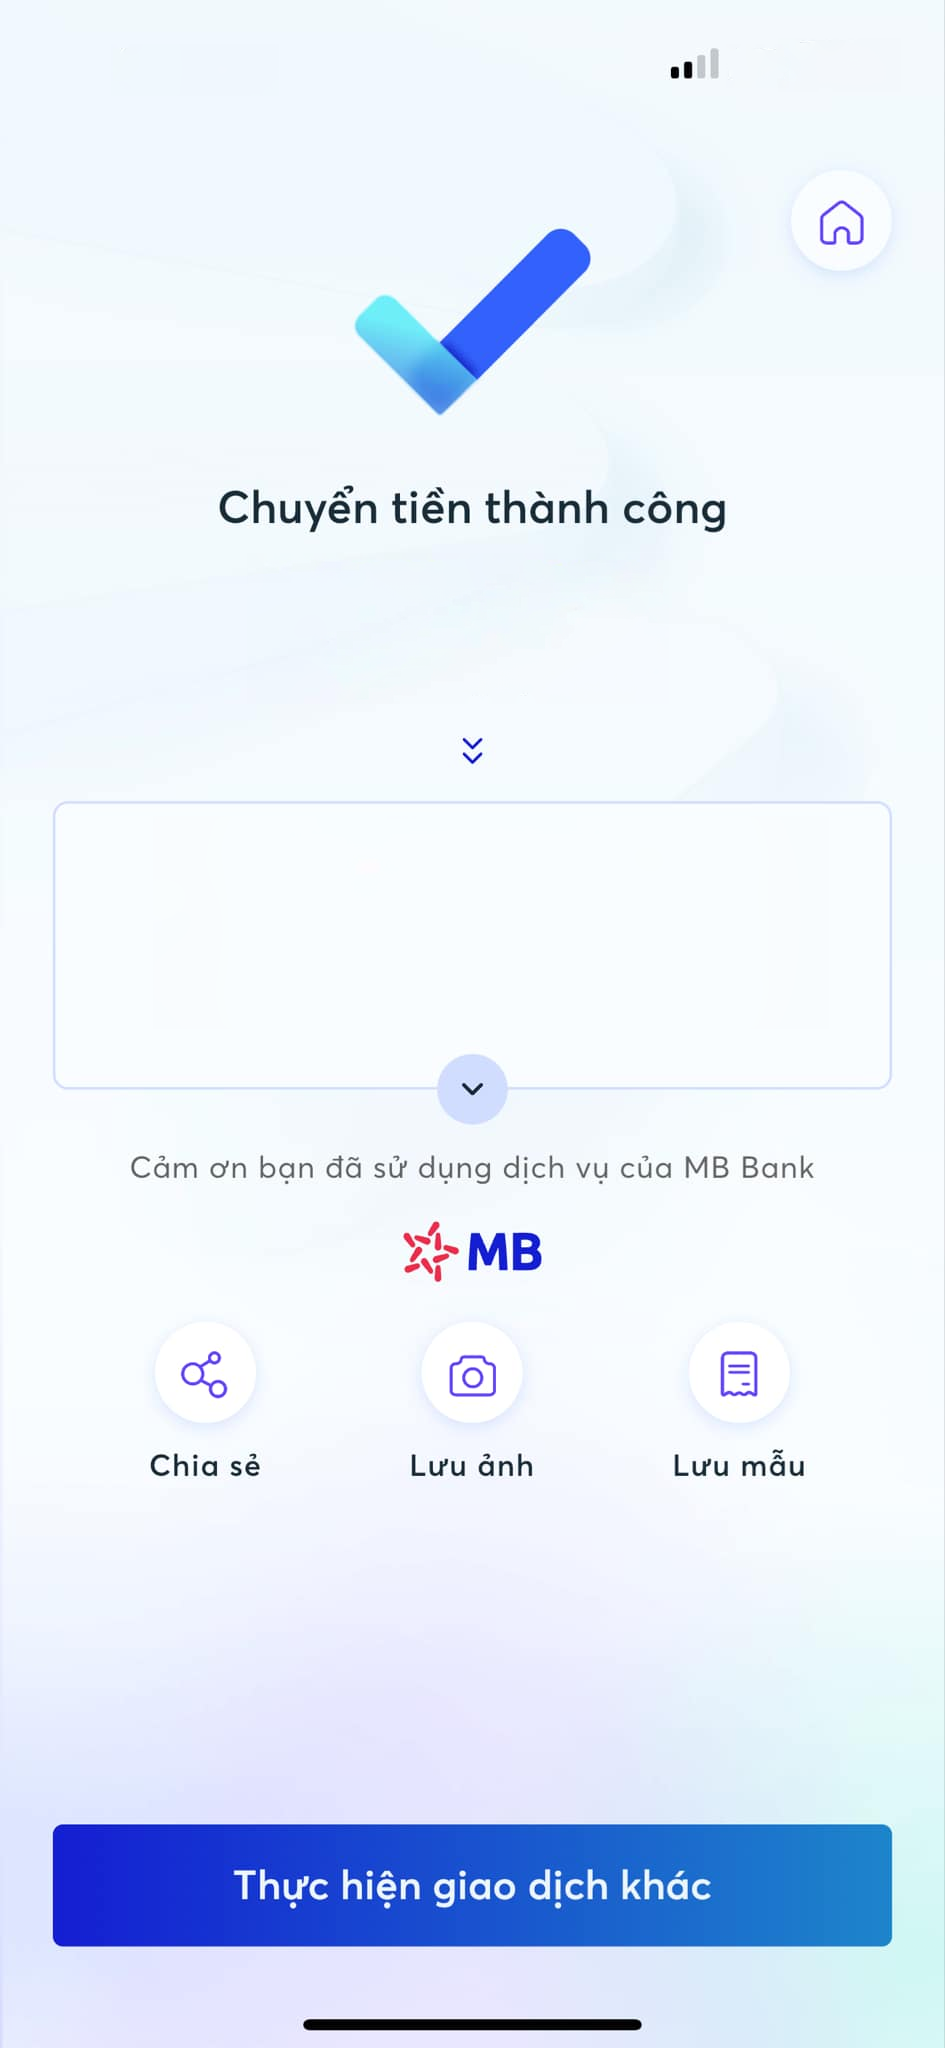 Chuyển tiền thành công
Cảm ơn bạn đã sử dụng dịch vụ của MB Bank
MB
Chia sẻ
Lưu ảnh
Lưu mẫu
Thực hiện giao dịch khác